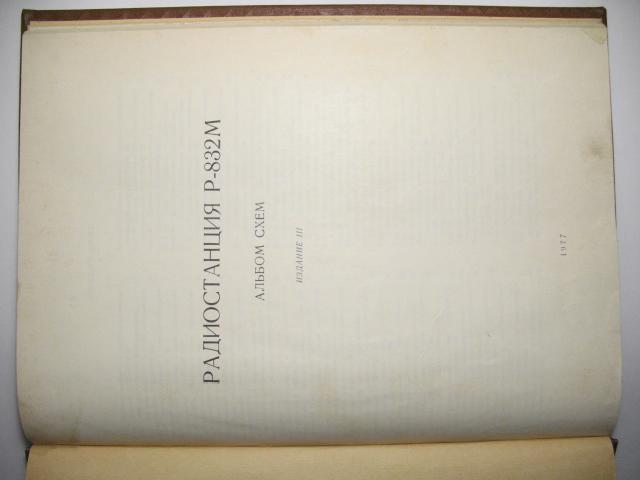 РАДИОСТАНЦИЯ Р-832М
АЛЬБОМ СХЕМ
ИЗДАНИЕ III
1977